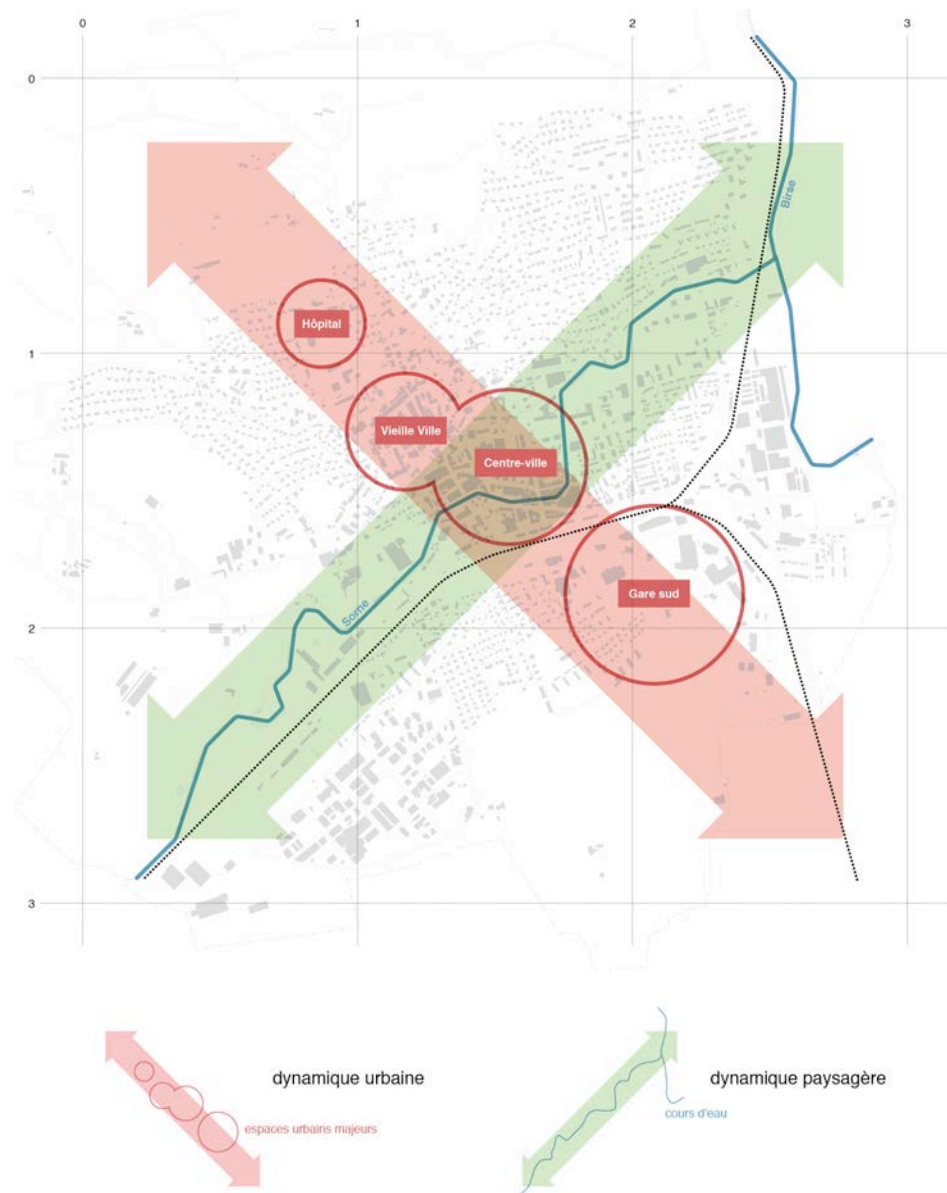 0 1 2 3
0
Birse
Hôpital
1
Vieille Ville
Centre-ville
Gare sud
Sorne
2
3
dynamique urbaine
espaces urbains majeurs
dynamique paysagère
cours d'eau